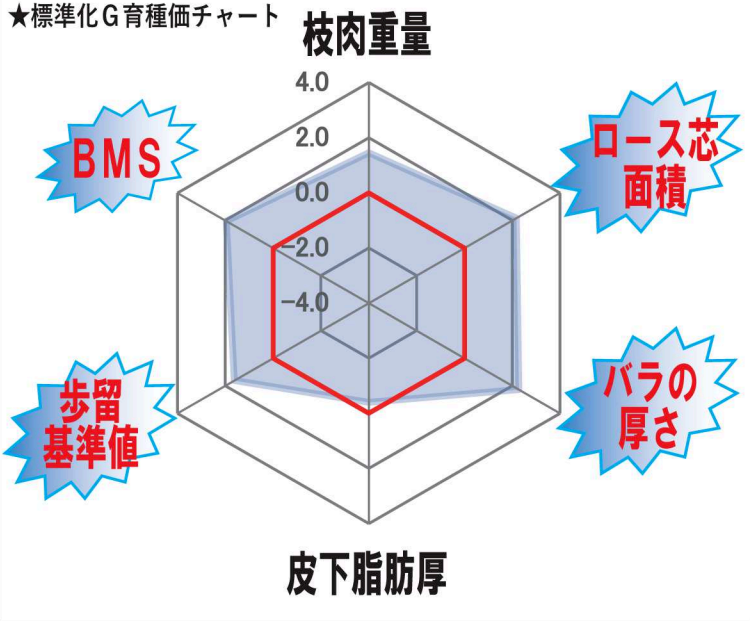 ★標準化G育種価チャート
枝肉重量
4.0
2.0
0.0
−2.0
−4.0
BMS
ロース芯
面積
歩留
基準値
バラの
厚さ
皮下脂肪厚